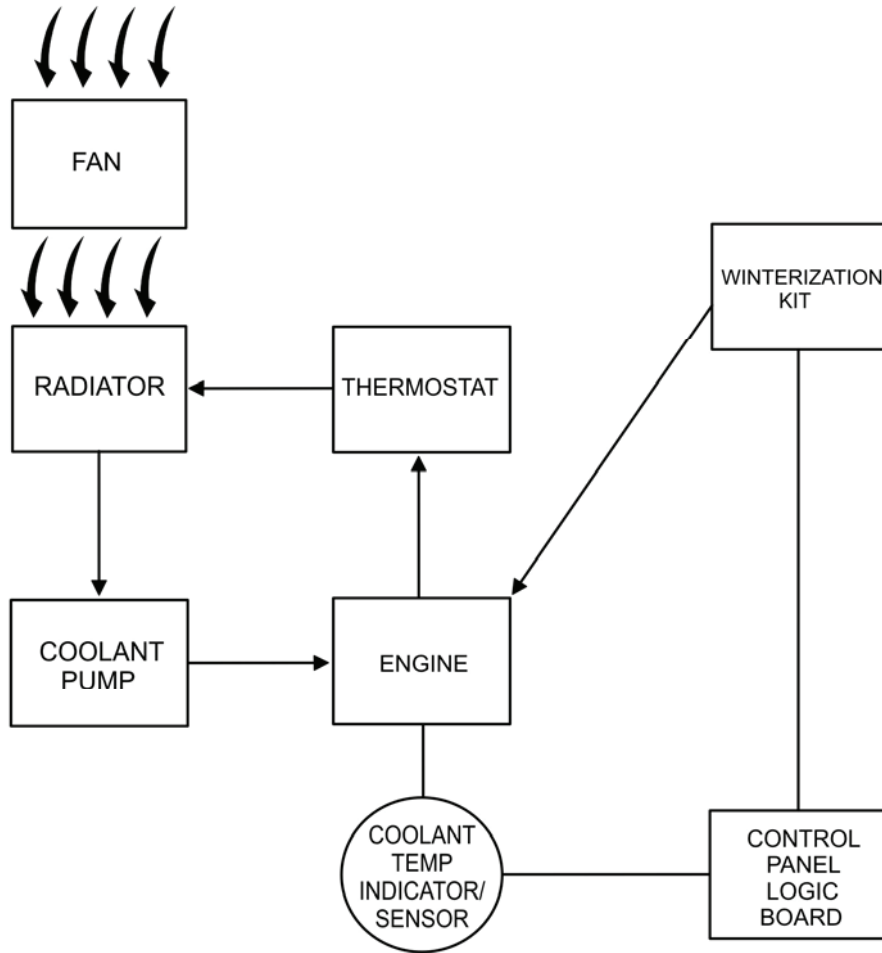 FAN
WINTERIZATION
KIT
RADIATOR
THERMOSTAT
COOLANT
PUMP
ENGINE
COOLANT
TEMP
INDICATOR/
SENSOR
CONTROL
PANEL
LOGIC
BOARD